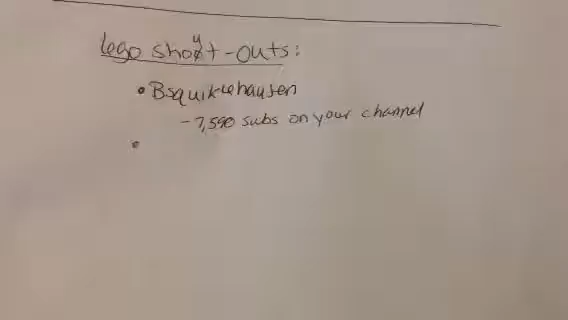 Lego shout-outs:
• Bsquiklehausen
- 7,590 subs on your channel
•